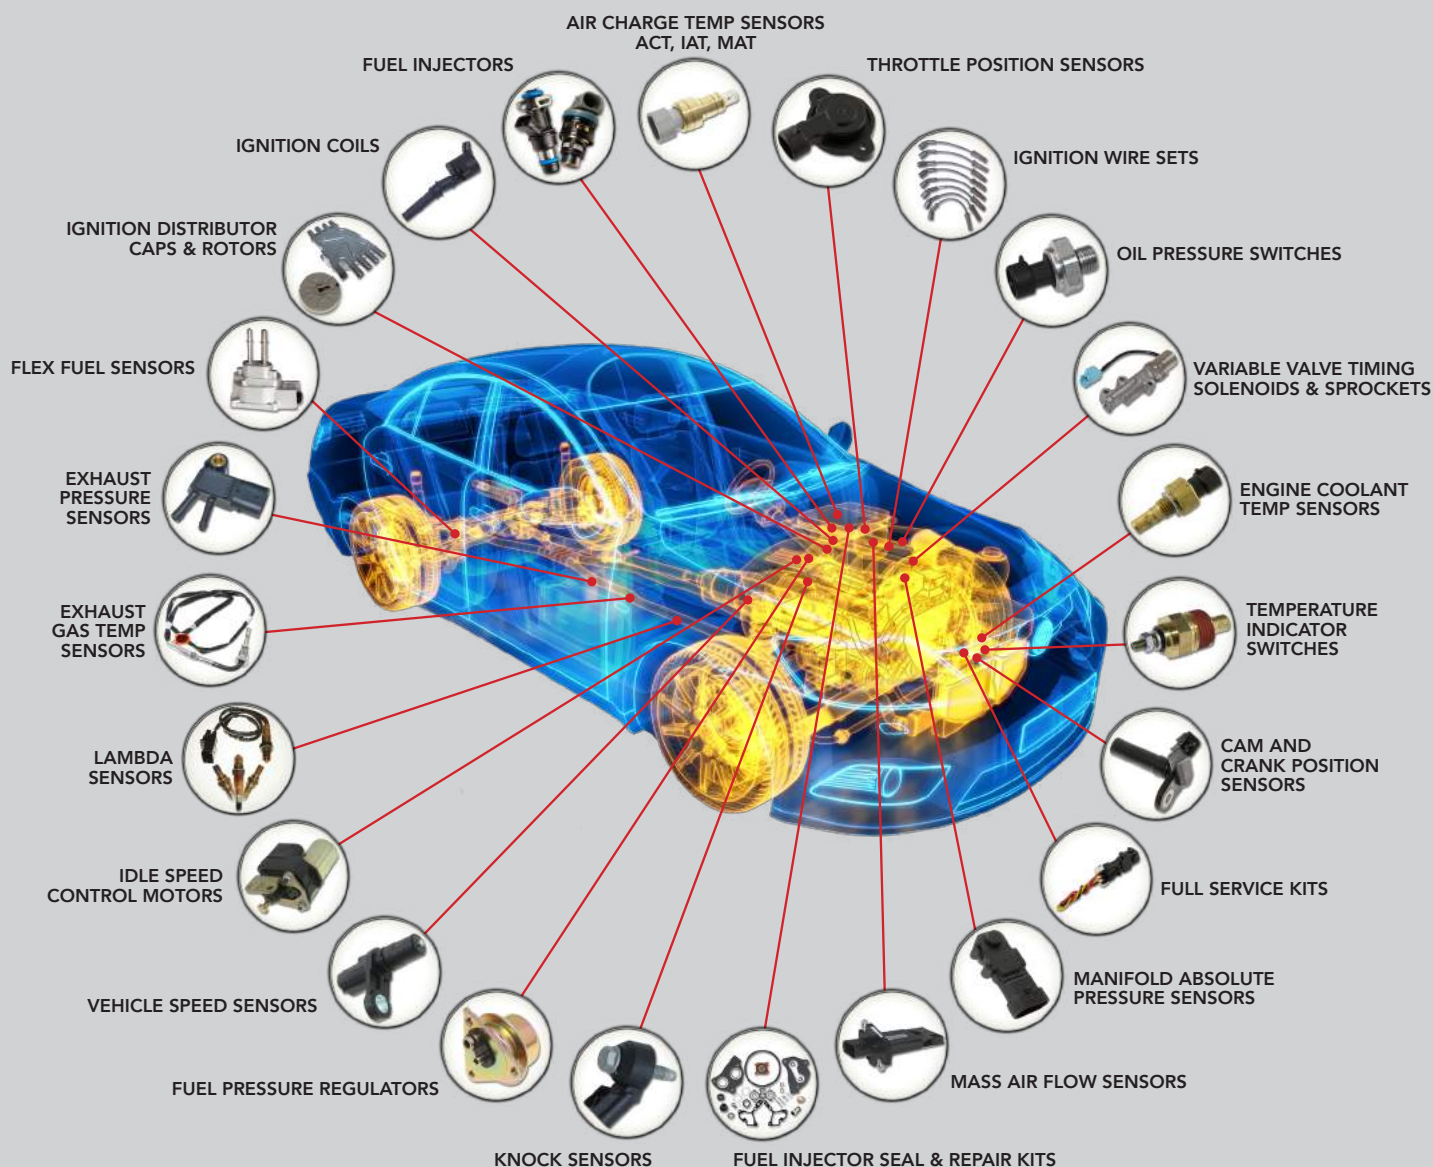 AIR CHARGE TEMP SENSORS
ACT, IAT, MAT
FUEL INJECTORS
THROTTLE POSITION SENSORS
IGNITION COILS
IGNITION WIRE SETS
IGNITION DISTRIBUTOR
CAPS & ROTORS
OIL PRESSURE SWITCHES
FLEX FUEL SENSORS
VARIABLE VALVE TIMING
SOLENOIDS & SPROCKETS
EXHAUST
PRESSURE
SENSORS
ENGINE COOLANT
TEMP SENSORS
EXHAUST
GAS TEMP
SENSORS
TEMPERATURE
INDICATOR
SWITCHES
LAMBDA
SENSORS
CAM AND
CRANK POSITION
SENSORS
IDLE SPEED
CONTROL MOTORS
FULL SERVICE KITS
VEHICLE SPEED SENSORS
MANIFOLD ABSOLUTE
PRESSURE SENSORS
FUEL PRESSURE REGULATORS
MASS AIR FLOW SENSORS
KNOCK SENSORS
FUEL INJECTOR SEAL & REPAIR KITS